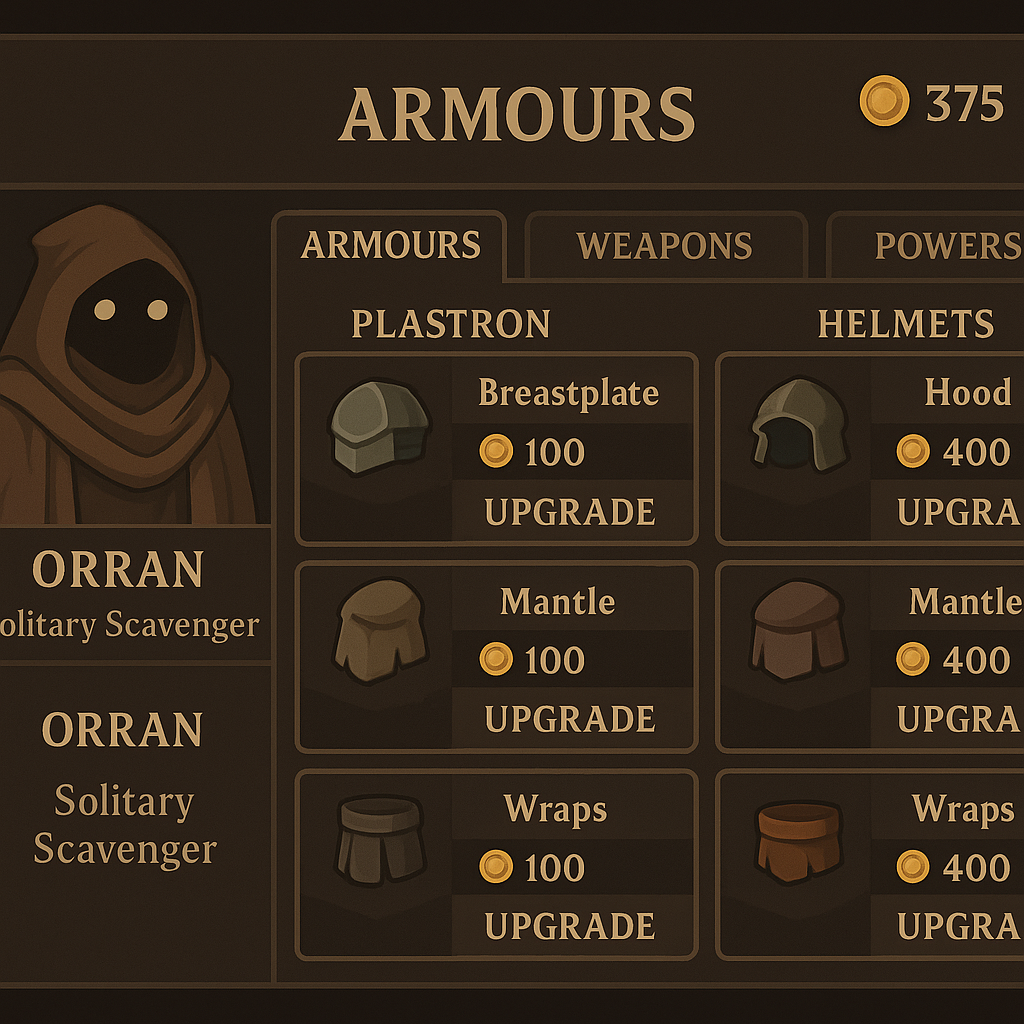 ARMOURS
375
ARMOURS
WEAPONS
POWERS
PLASTRON
HELMETS
Breastplate
100
UPGRADE
Hood
400
UPGRA
ORRAN
olitary Scavenger
Mantle
100
UPGRADE
Mantle
400
UPGRA
ORRAN
Solitary
Scavenger
Wraps
100
UPGRADE
Wraps
400
UPGRA